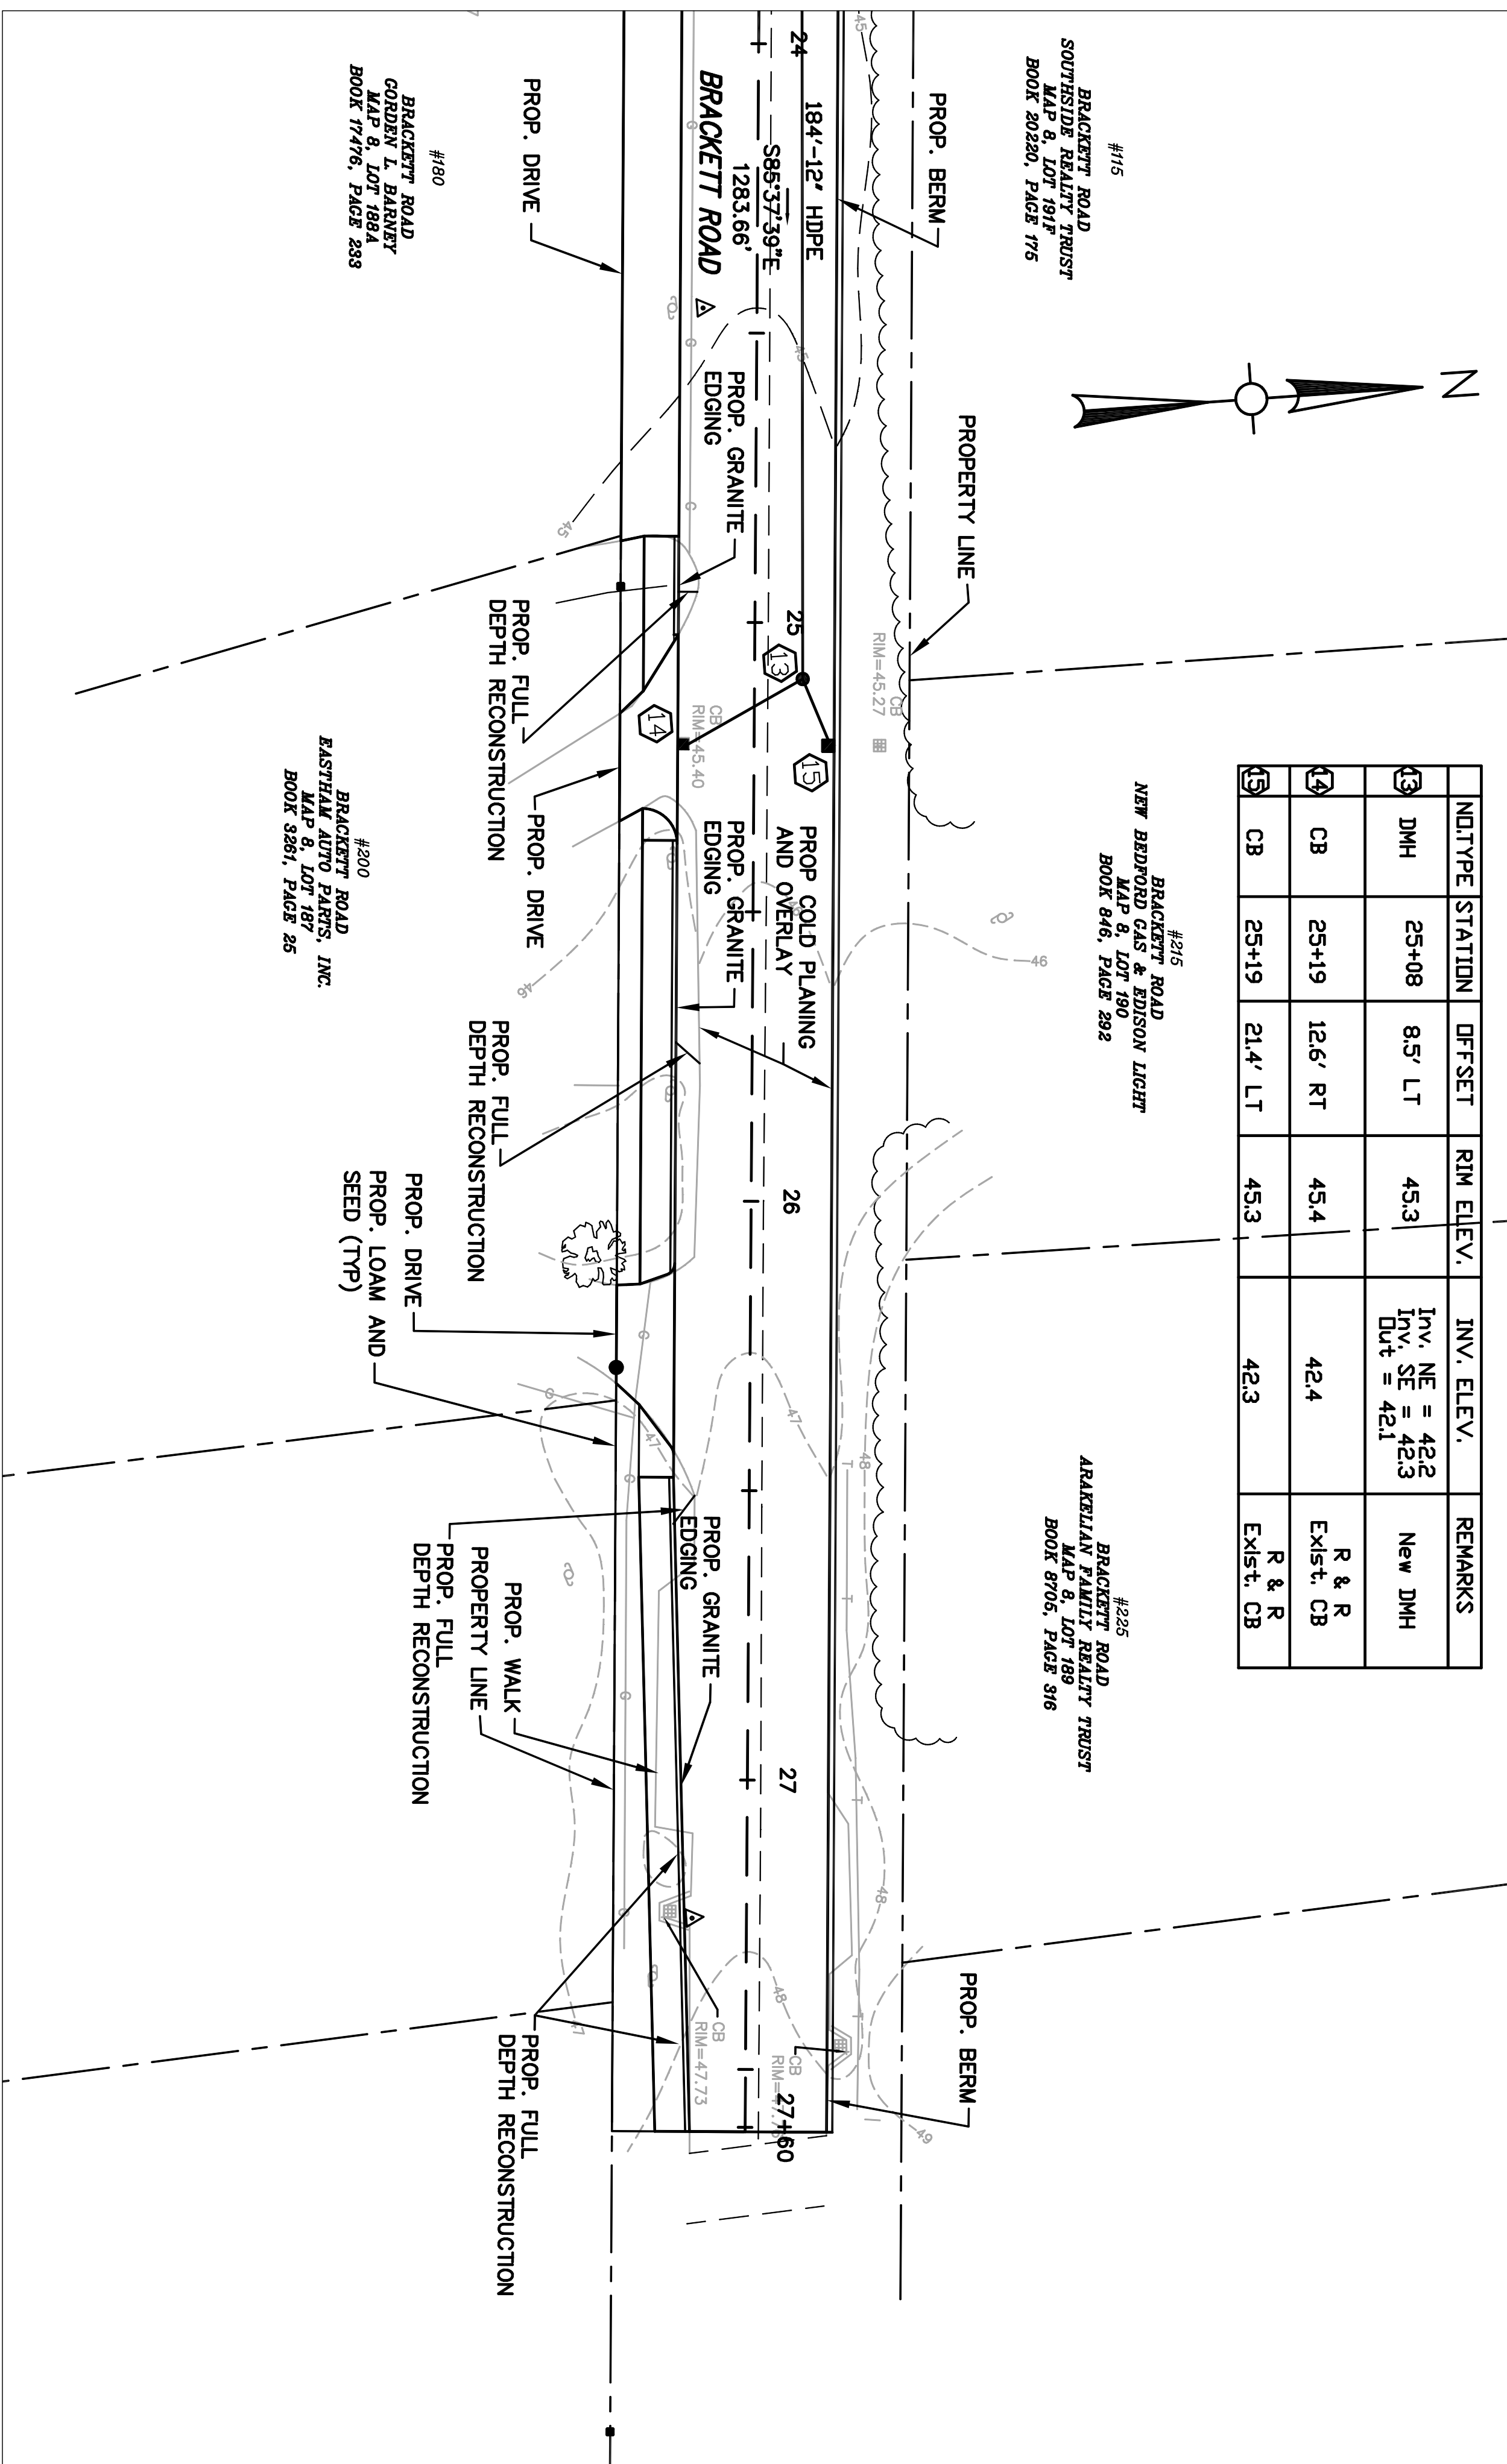 N
NO.
TYPE
STATION
OFFSET
RIM ELEV.
INV. ELEV.
REMARKS
13
DMH
25+08
8.5' LT
45.3
Inv. NE = 42.2
Inv. SE = 42.3
Out = 42.1
New DMH
14
CB
25+19
12.6' RT
45.4
42.4
R & R
Exist. CB
15
CB
25+19
21.4' LT
45.3
42.3
R & R
Exist. CB
#115
BRACKETT ROAD
SOUTHSIDE REALTY TRUST
MAP 8, LOT 191F
BOOK 20220, PAGE 175
#215
BRACKETT ROAD
NEW BEDFORD GAS & EDISON LIGHT
MAP 8, LOT 190
BOOK 846, PAGE 292
#225
BRACKETT ROAD
ARAKELIAN FAMILY REALTY TRUST
MAP 8, LOT 189
BOOK 8705, PAGE 316
PROP. BERM
PROPERTY LINE
PROP. BERM
46
45
CB
RIM=45.27
48
T
T
T
T
48
49
184'-12" HDPE
24
25
13
15
PROP COLD PLANING
AND OVERLAY
26
27
27+60
S85°37'39"E
1283.66'
45
46
47
48
CB
BRACKETT ROAD
PROP. GRANITE
EDGING
PROP. GRANITE
EDGING
PROP. GRANITE
EDGING
CB
RIM=45.40
CB
RIM=47.73
G
G
G
14
47
G
G
G
G
G
45
46
47
PROP. DRIVE
PROP. FULL
DEPTH RECONSTRUCTION
PROP. DRIVE
PROP. FULL
DEPTH RECONSTRUCTION
PROP. DRIVE
PROP. LOAM AND
SEED (TYP)
PROP. WALK
PROPERTY LINE
PROP. FULL
DEPTH RECONSTRUCTION
PROP. FULL
DEPTH RECONSTRUCTION
#180
BRACKETT ROAD
GORDEN L. BARNEY
MAP 8, LOT 188A
BOOK 17476, PAGE 233
#200
BRACKETT ROAD
EASTHAM AUTO PARTS, INC.
MAP 8, LOT 187
BOOK 3261, PAGE 25